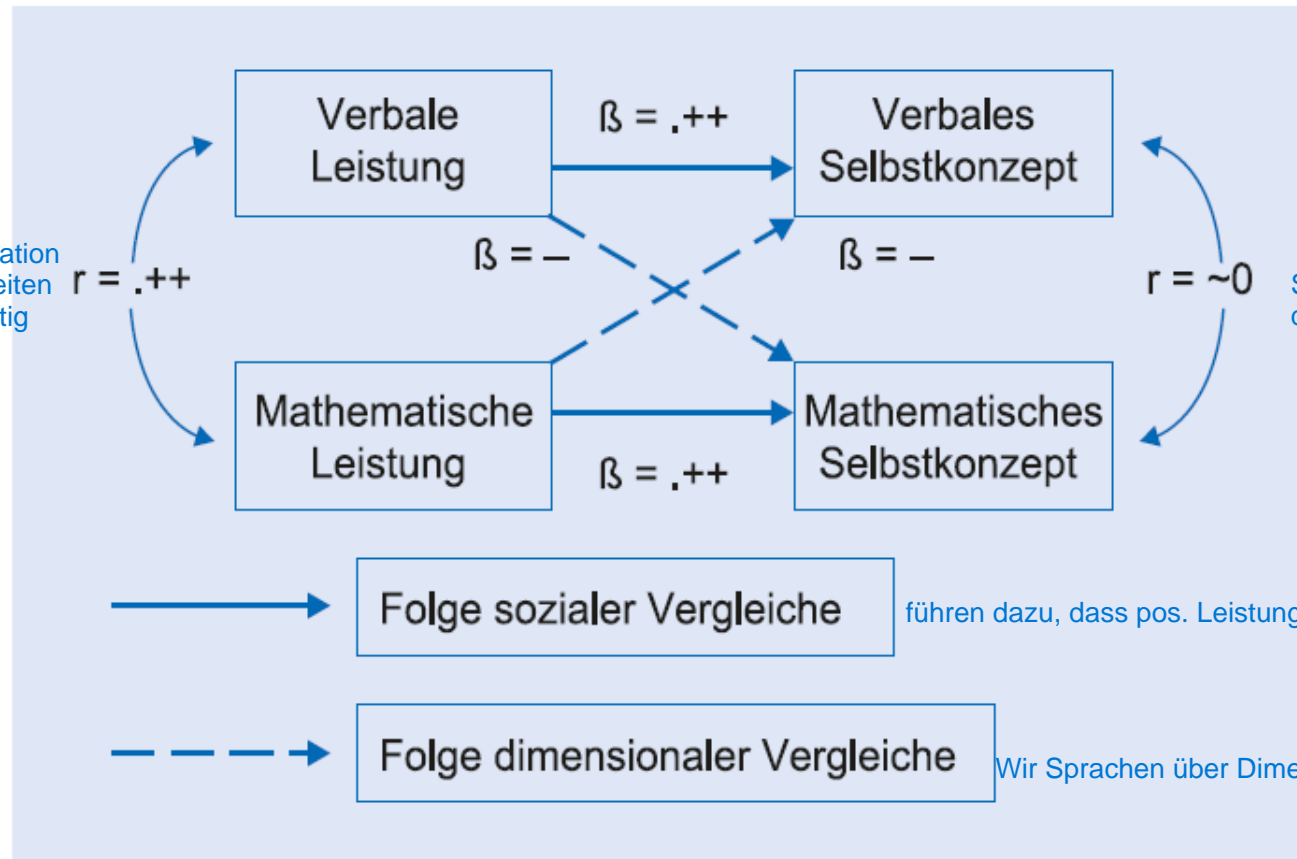 Verbale
Leistung
ß = .++
Verbales
Selbstkonzept
ation
eiten
tig
r = .++
ß = –
ß = –
r = ~0
S
Mathematische
Leistung
ß = .++
Mathematisches
Selbstkonzept
Folge sozialer Vergleiche
führen dazu, dass pos. Leistung
Folge dimensionaler Vergleiche
Wir Sprachen über Dime